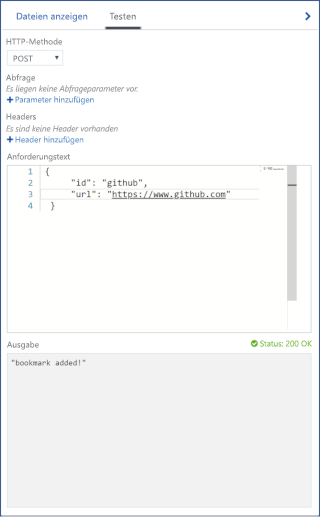 Dateien anzeigen Testen
HTTP-Methode
POST
Abfrage
Es liegen keine Abfrageparameter vor.
+ Parameter hinzufügen
Headers
Es sind keine Header vorhanden
+ Header hinzufügen
Anforderungstext
1 {
2 "id": "github",
3 "url": "https://www.github.com"
4 }
Ausgabe Status: 200 OK
"bookmark added!"